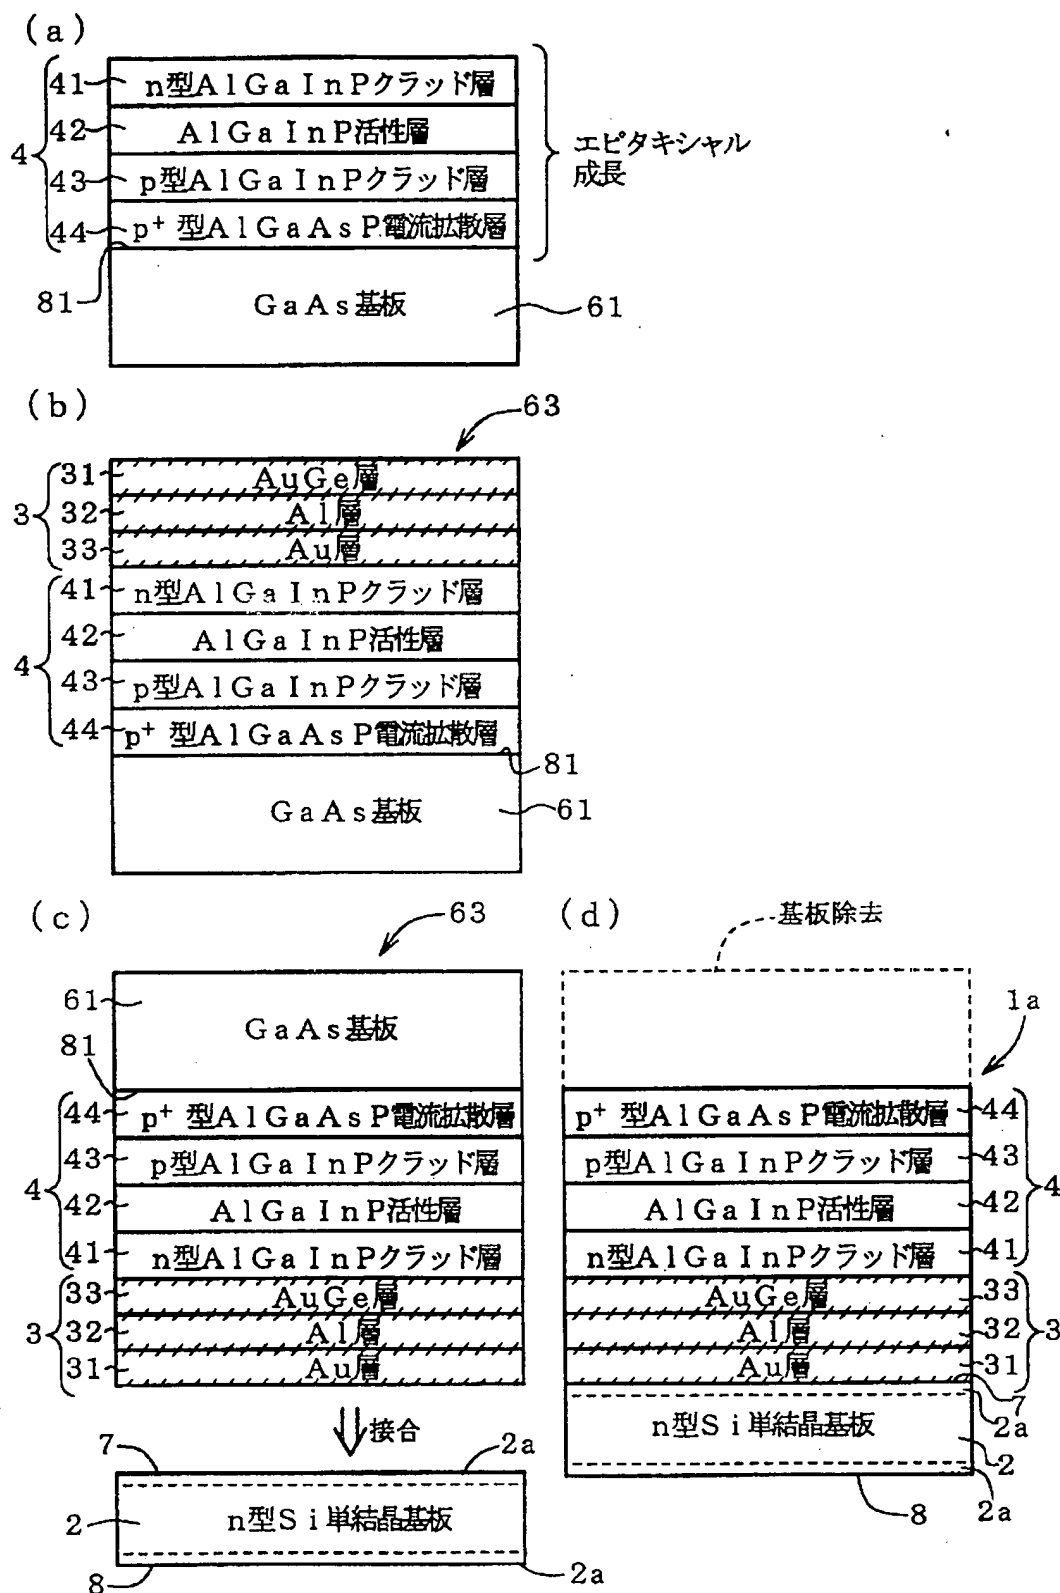 (a)
41 n型AlGaInPクラッド層
42 AlGaInP活性層
4
43 p型AlGaInPクラッド層
44 p+ 型AlGaAsP電流拡散層
エピタキシャル
成長
81
GaAs基板
61
(b)
63
31 AuGe層
3
32 Al層
33 Au層
41 n型AlGaInPクラッド層
42 AlGaInP活性層
4
43 p型AlGaInPクラッド層
44 p+ 型AlGaAsP電流拡散層
81
GaAs基板
61
(c)
63
61
GaAs基板
81
44 p+ 型AlGaAsP電流拡散層
43 p型AlGaInPクラッド層
4
42 AlGaInP活性層
41 n型AlGaInPクラッド層
33 AuGe層
3
32 Al層
31 Au層
接合
7
2a
2 n型Si単結晶基板
8
2a
(d)
基板除去
1a
p+ 型AlGaAsP電流拡散層 44
p型AlGaInPクラッド層 43
4
AlGaInP活性層 42
n型AlGaInPクラッド層 41
AuGe層 33
Al層 32
3
Au層 31
7
2a
n型Si単結晶基板
2
8
2a